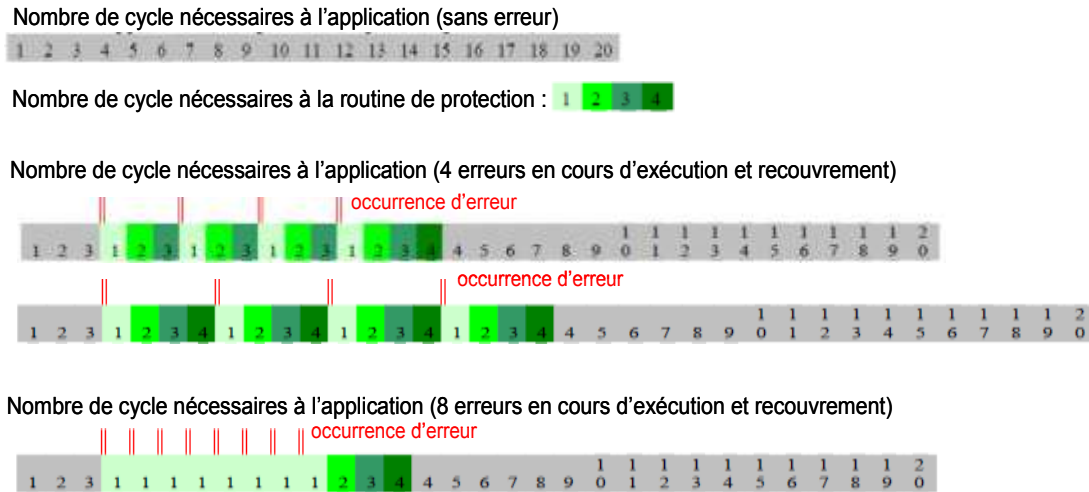 Nombre de cycle nécessaires à l'application (sans erreur)
1 2 3 4 5 6 7 8 9 10 11 12 13 14 15 16 17 18 19 20
Nombre de cycle nécessaires à la routine de protection : 1 2 3 4
Nombre de cycle nécessaires à l'application (4 erreurs en cours d'exécution et recouvrement)
occurrence d'erreur
1 2 3 1 2 3 1 2 3 1 2 3 1 2 3 4 4 5 6 7 8 9 10 11 12 13 14 15 16 17 18 19 20
occurrence d'erreur
1 2 3 1 2 3 4 1 2 3 4 1 2 3 4 1 2 3 4 4 5 6 7 8 9 10 11 12 13 14 15 16 17 18 19 20
Nombre de cycle nécessaires à l'application (8 erreurs en cours d'exécution et recouvrement)
occurrence d'erreur
1 2 3 1 1 1 1 1 1 1 1 2 3 4 4 5 6 7 8 9 10 11 12 13 14 15 16 17 18 19 20